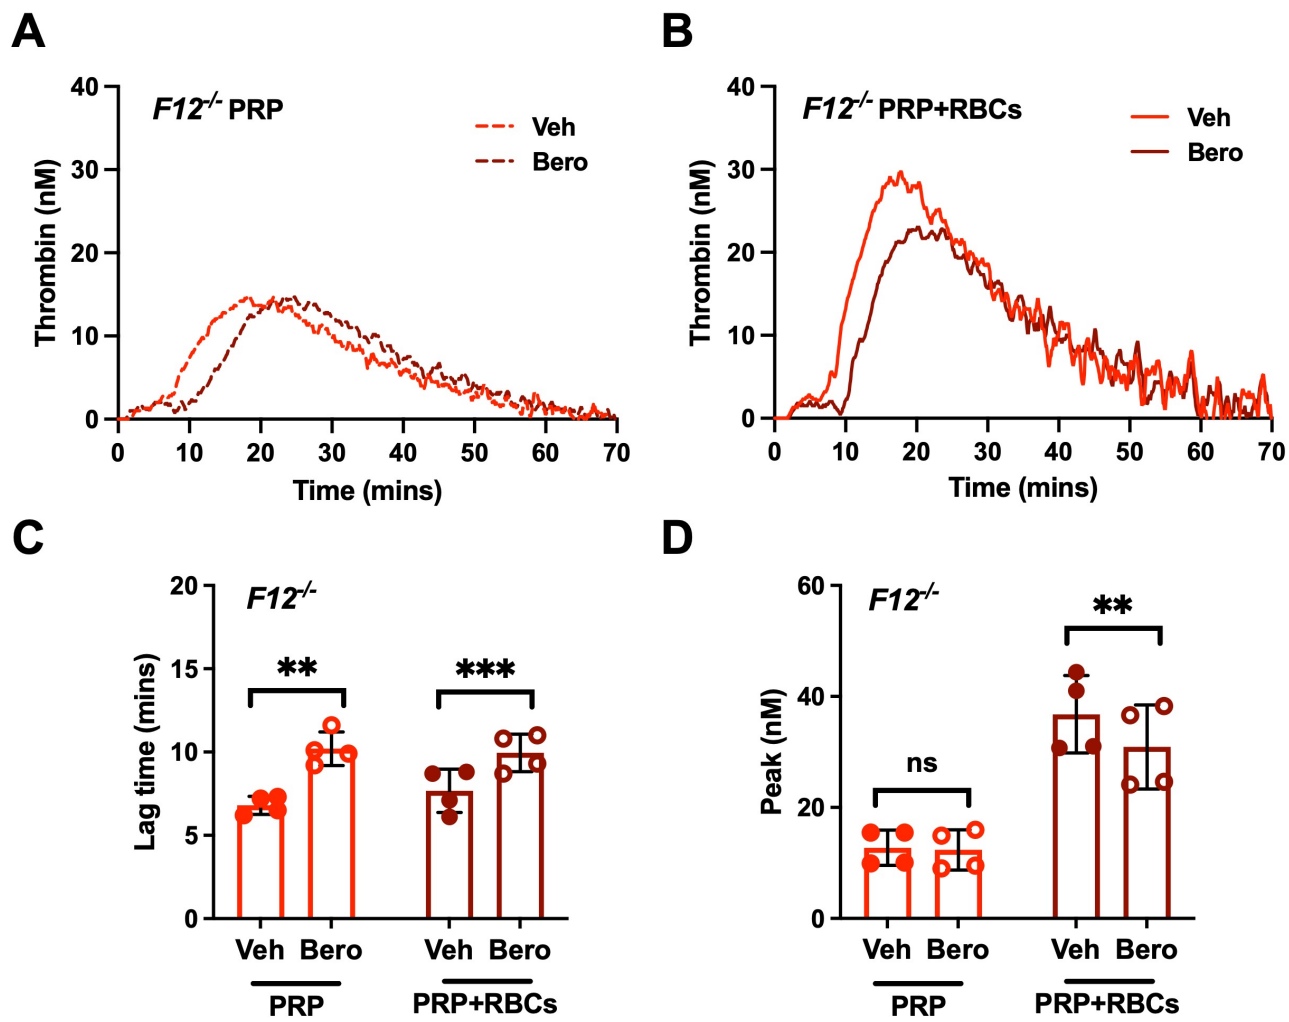 A
F12-/- PRP
Veh
Bero
Thrombin (nM)
40
30
20
10
0
0 10 20 30 40 50 60 70
Time (mins)
B
F12-/- PRP+RBCs
Veh
Bero
Thrombin (nM)
40
30
20
10
0
0 10 20 30 40 50 60 70
Time (mins)
C
F12-/-
Lag time (mins)
20
15
10
5
0
** ***
Veh Bero Veh Bero
PRP PRP+RBCs
D
F12-/-
Peak (nM)
60
40
20
0
ns **
Veh Bero Veh Bero
PRP PRP+RBCs